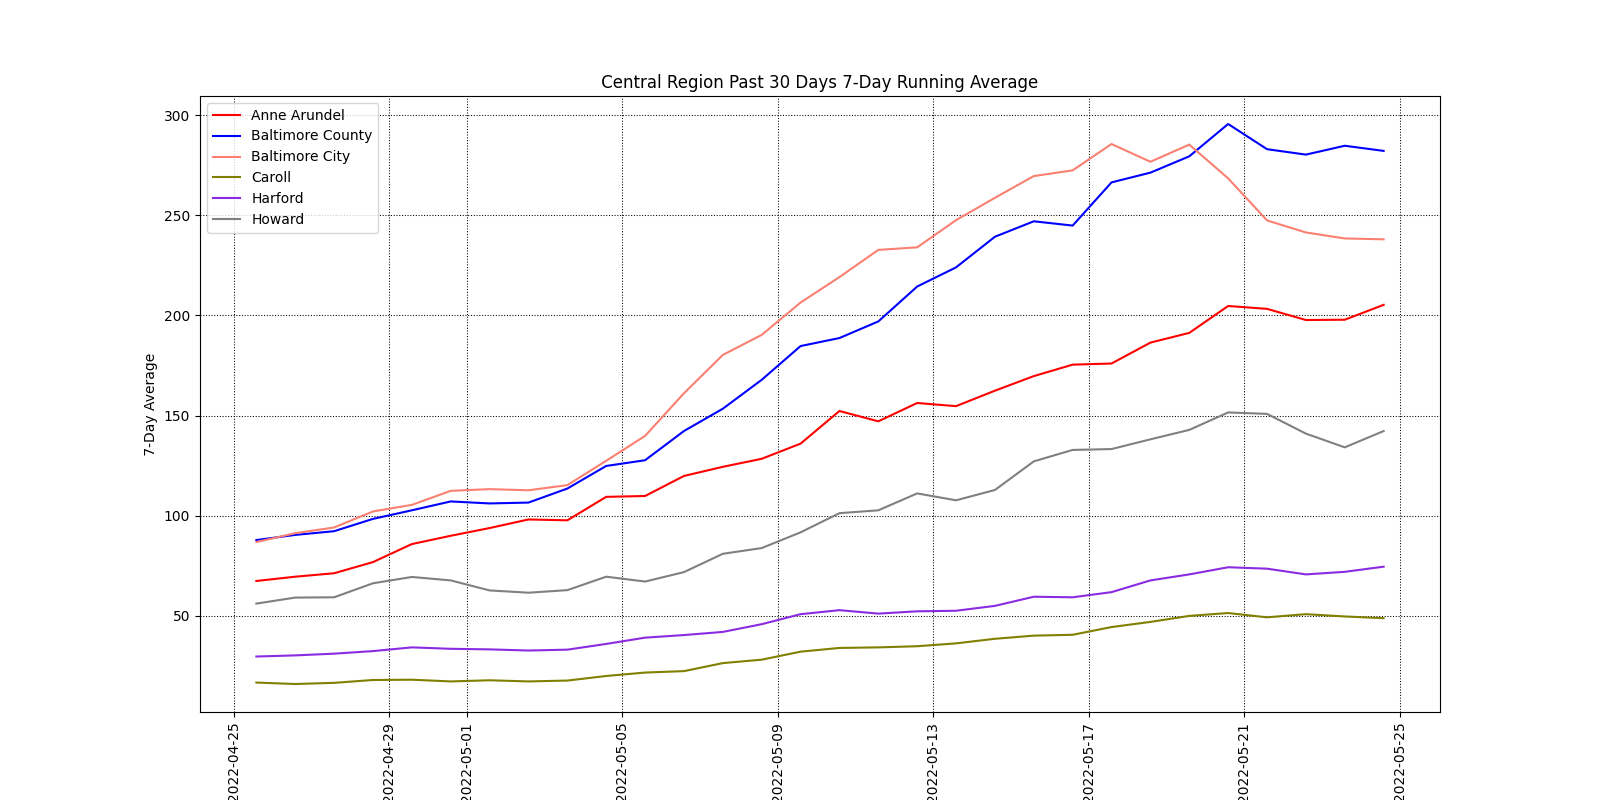 Central Region Past 30 Days 7-Day Running Average
Anne Arundel
Baltimore County
Baltimore City
Caroll
Harford
Howard
7-Day Average
300
250
200
150
100
50
2022-04-25
2022-04-29
2022-05-01
2022-05-05
2022-05-09
2022-05-13
2022-05-17
2022-05-21
2022-05-25